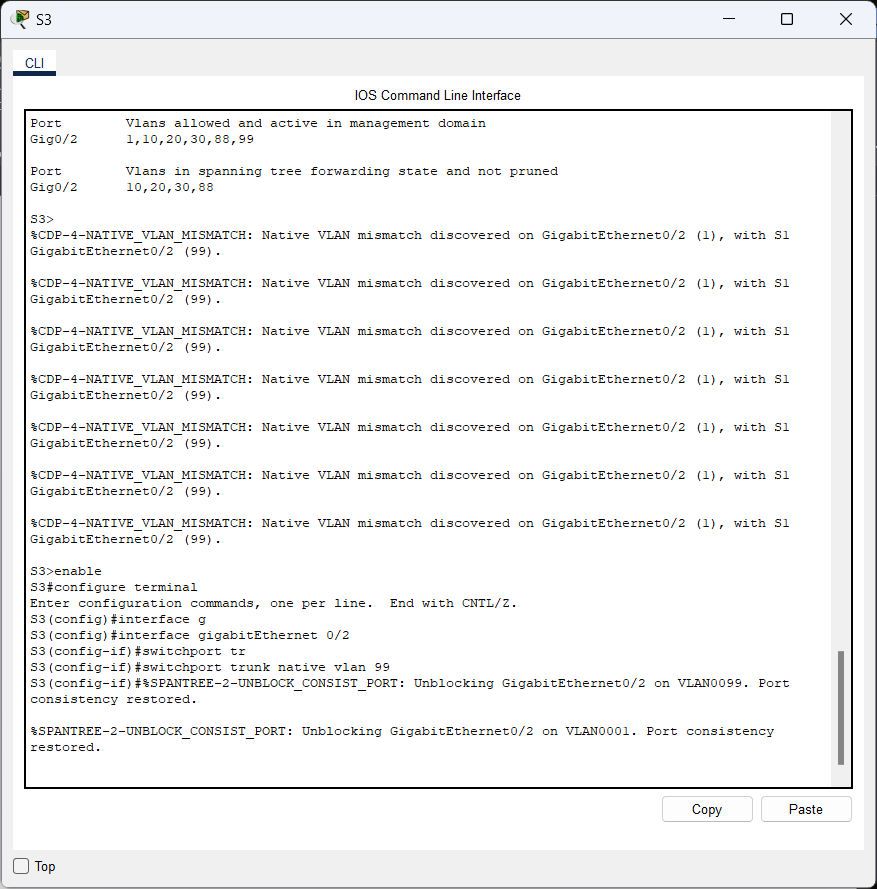 S3
CLI
IOS Command Line Interface
Port        Vlans allowed and active in management domain
Gig0/2      1,10,20,30,88,99
Port        Vlans in spanning tree forwarding state and not pruned
Gig0/2      10,20,30,88
S3>
%CDP-4-NATIVE_VLAN_MISMATCH: Native VLAN mismatch discovered on GigabitEthernet0/2 (1), with S1
GigabitEthernet0/2 (99).
%CDP-4-NATIVE_VLAN_MISMATCH: Native VLAN mismatch discovered on GigabitEthernet0/2 (1), with S1
GigabitEthernet0/2 (99).
%CDP-4-NATIVE_VLAN_MISMATCH: Native VLAN mismatch discovered on GigabitEthernet0/2 (1), with S1
GigabitEthernet0/2 (99).
%CDP-4-NATIVE_VLAN_MISMATCH: Native VLAN mismatch discovered on GigabitEthernet0/2 (1), with S1
GigabitEthernet0/2 (99).
%CDP-4-NATIVE_VLAN_MISMATCH: Native VLAN mismatch discovered on GigabitEthernet0/2 (1), with S1
GigabitEthernet0/2 (99).
%CDP-4-NATIVE_VLAN_MISMATCH: Native VLAN mismatch discovered on GigabitEthernet0/2 (1), with S1
GigabitEthernet0/2 (99).
%CDP-4-NATIVE_VLAN_MISMATCH: Native VLAN mismatch discovered on GigabitEthernet0/2 (1), with S1
GigabitEthernet0/2 (99).
S3>enable
S3#configure terminal
Enter configuration commands, one per line.  End with CNTL/Z.
S3(config)#interface g
S3(config)#interface gigabitEthernet 0/2
S3(config-if)#switchport tr
S3(config-if)#switchport trunk native vlan 99
S3(config-if)#%SPANTREE-2-UNBLOCK_CONSIST_PORT: Unblocking GigabitEthernet0/2 on VLAN0099. Port
consistency restored.
%SPANTREE-2-UNBLOCK_CONSIST_PORT: Unblocking GigabitEthernet0/2 on VLAN0001. Port consistency
restored.
Copy
Paste
Top